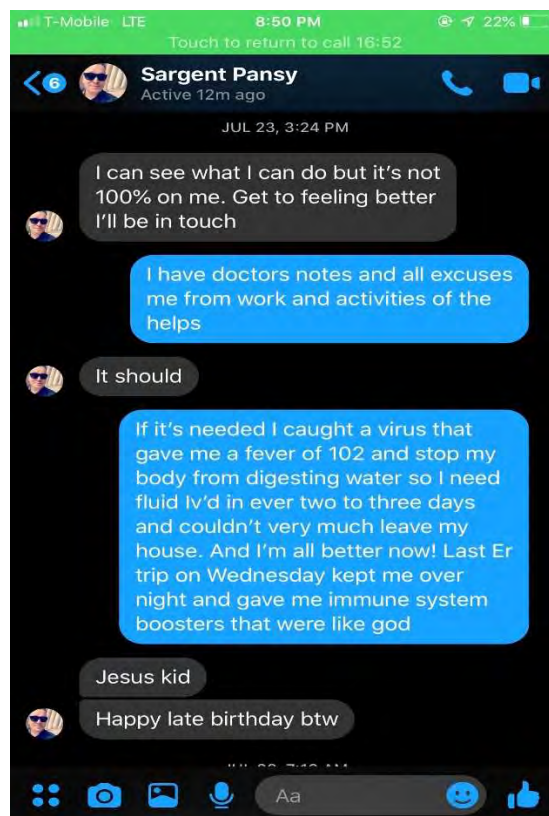 T-Mobile LTE 8:50 PM 22%
Touch to return to call 16:52
6 Sargent Pansy
Active 12m ago
JUL 23, 3:24 PM
I can see what I can do but it's not
100% on me. Get to feeling better
I'll be in touch
I have doctors notes and all excuses
me from work and activities of the
helps
It should
If it's needed I caught a virus that
gave me a fever of 102 and stop my
body from digesting water so I need
fluid Iv'd in ever two to three days
and couldn't very much leave my
house. And I'm all better now! Last Er
trip on Wednesday kept me over
night and gave me immune system
boosters that were like god
Jesus kid
Happy late birthday btw
Aa